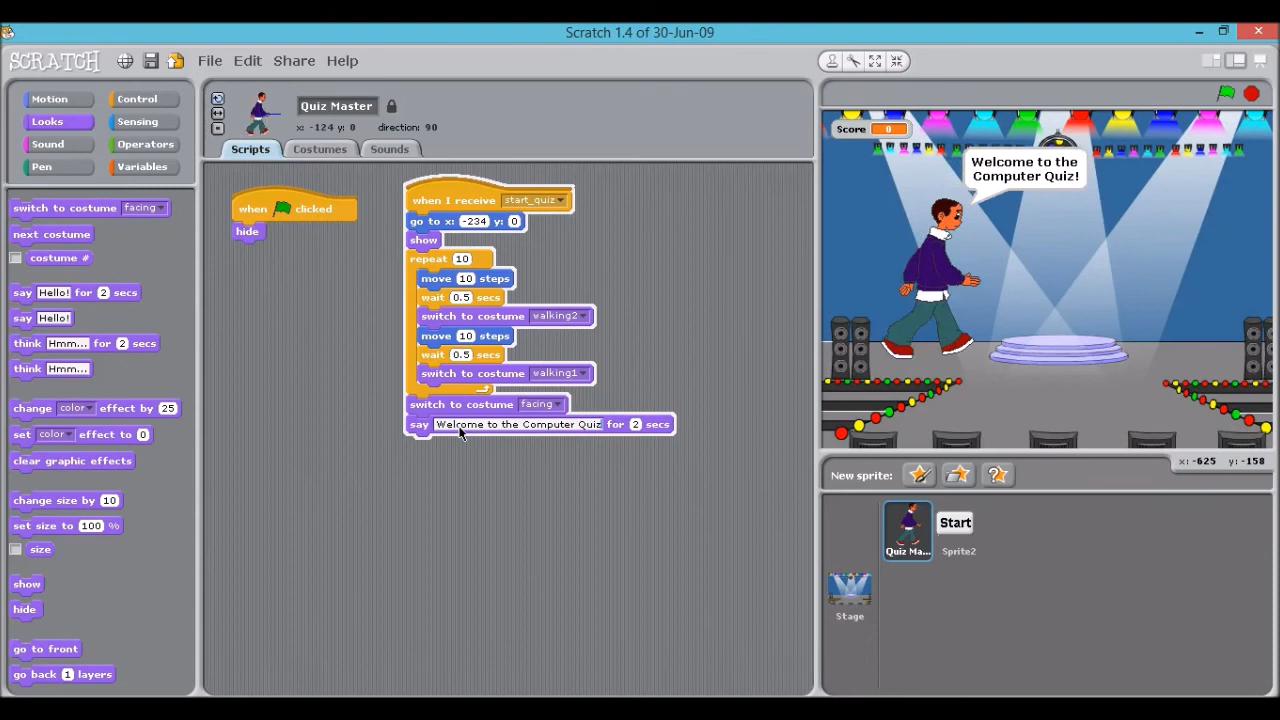 Scratch 1.4 of 30-Jun-09
SCRATCH File Edit Share Help
Motion Control
Looks Sensing
Sound Operators
Pen Variables
switch to costume facing
next costume
costume #
say Hello! for 2 secs
say Hello!
think Hmm... for 2 secs
think Hmm...
change color effect by 25
set color effect to 0
clear graphic effects
change size by 10
set size to 100 %
size
show
hide
go to front
go back 1 layers
Quiz Master
x: -124 y: 0 direction: 90
Scripts Costumes Sounds
when clicked
hide
when I receive start_quiz
go to x: -234 y: 0
show
repeat 10
move 10 steps
wait 0.5 secs
switch to costume walking2
move 10 steps
wait 0.5 secs
switch to costume walking1
switch to costume facing
say Welcome to the Computer Quiz for 2 secs
Score 0
Welcome to the
Computer Quiz!
x: -625 y: -158
New sprite:
Start
Quiz Ma... Sprite2
Stage